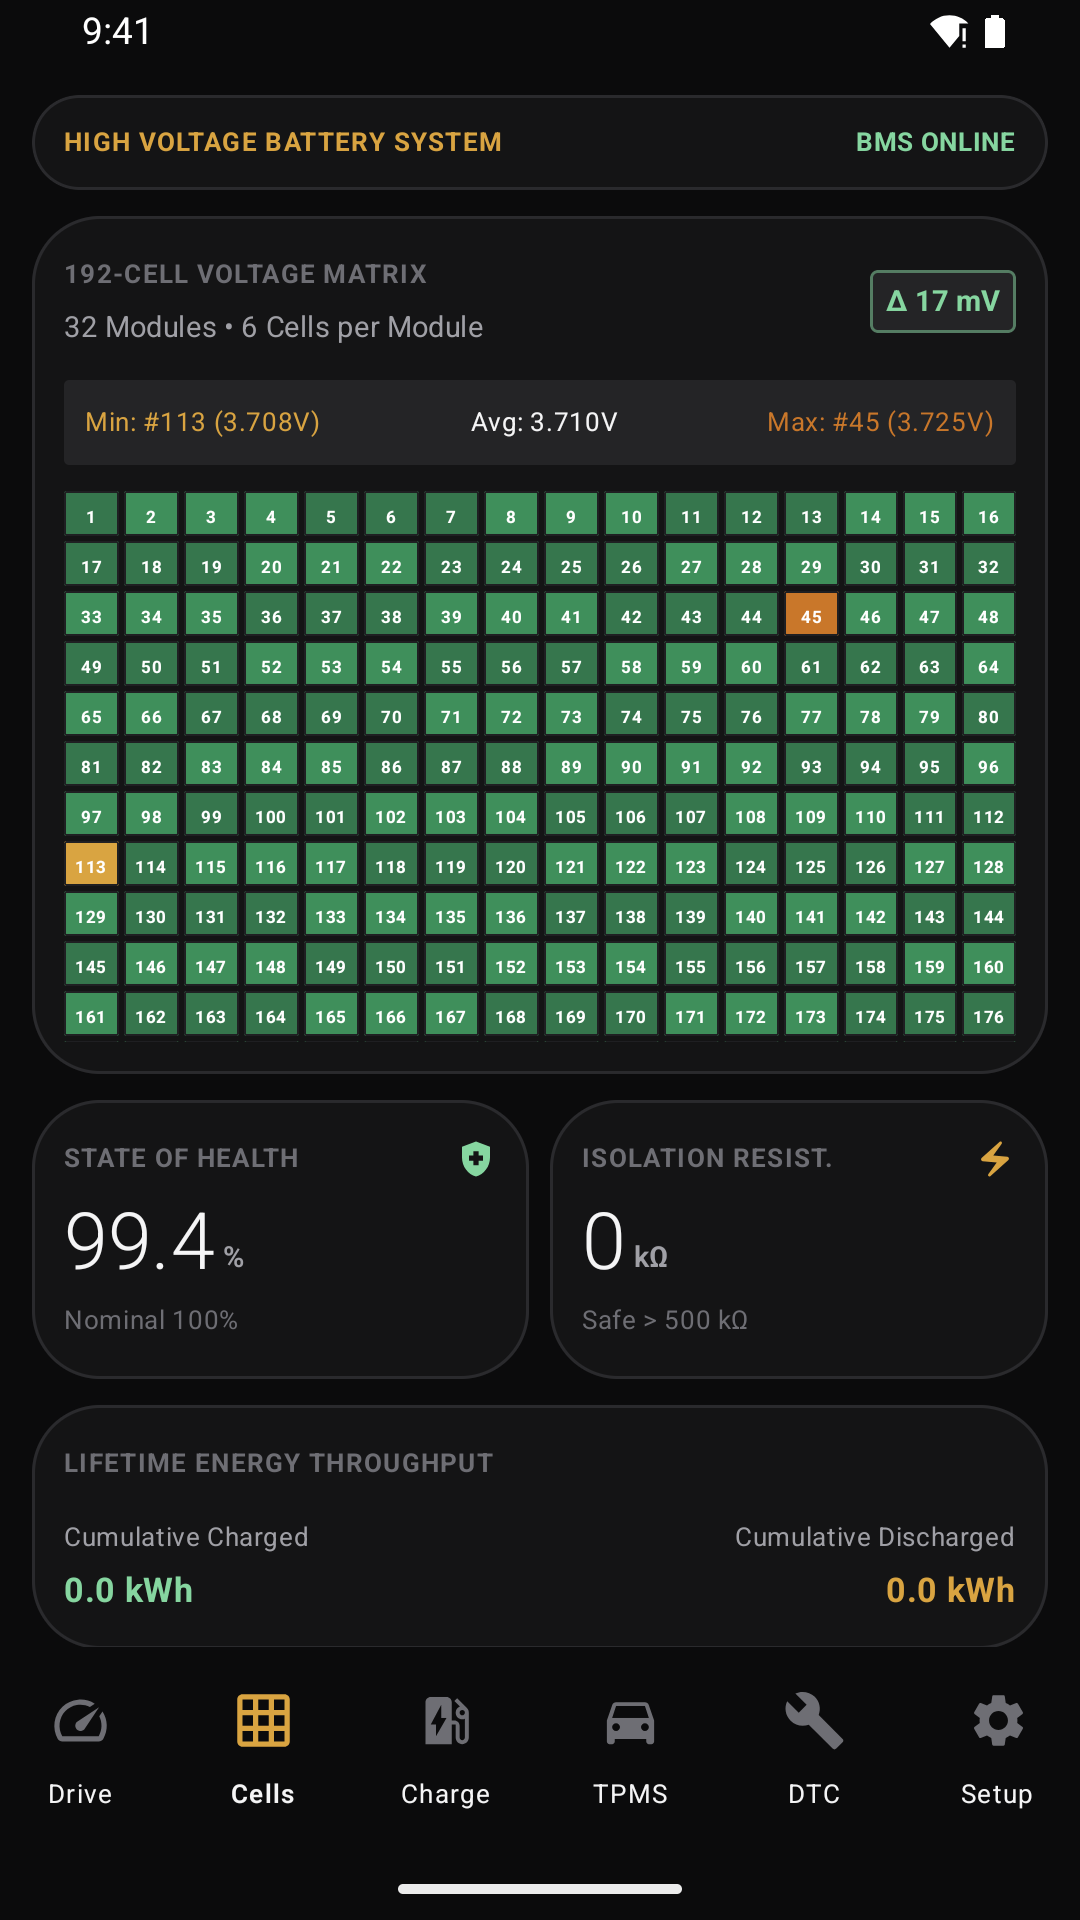 9:41
HIGH VOLTAGE BATTERY SYSTEM
BMS ONLINE
192-CELL VOLTAGE MATRIX
32 Modules • 6 Cells per Module
Δ 17 mV
Min: #113 (3.708V) Avg: 3.710V Max: #45 (3.725V)
1 2 3 4 5 6 7 8 9 10 11 12 13 14 15 16
17 18 19 20 21 22 23 24 25 26 27 28 29 30 31 32
33 34 35 36 37 38 39 40 41 42 43 44 45 46 47 48
49 50 51 52 53 54 55 56 57 58 59 60 61 62 63 64
65 66 67 68 69 70 71 72 73 74 75 76 77 78 79 80
81 82 83 84 85 86 87 88 89 90 91 92 93 94 95 96
97 98 99 100 101 102 103 104 105 106 107 108 109 110 111 112
113 114 115 116 117 118 119 120 121 122 123 124 125 126 127 128
129 130 131 132 133 134 135 136 137 138 139 140 141 142 143 144
145 146 147 148 149 150 151 152 153 154 155 156 157 158 159 160
161 162 163 164 165 166 167 168 169 170 171 172 173 174 175 176
STATE OF HEALTH
99.4 %
Nominal 100%
ISOLATION RESIST.
0 kΩ
Safe > 500 kΩ
LIFETIME ENERGY THROUGHPUT
Cumulative Charged
0.0 kWh
Cumulative Discharged
0.0 kWh
Drive Cells Charge TPMS DTC Setup